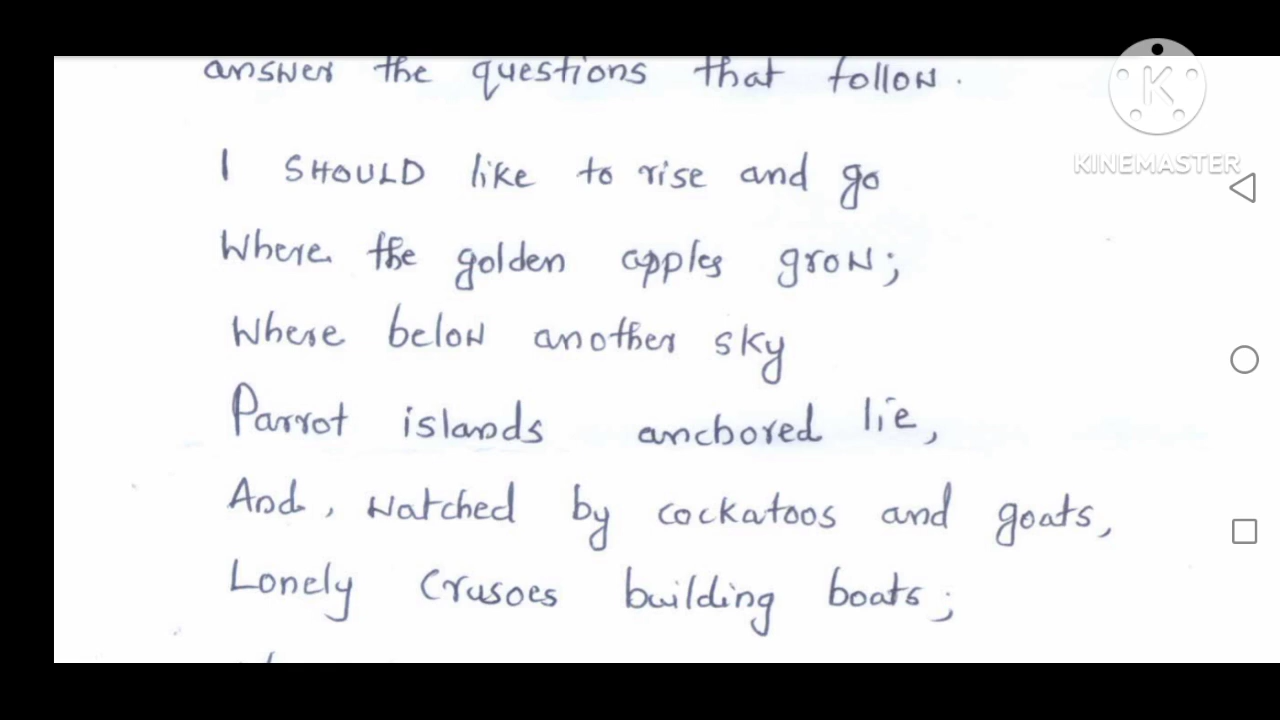 answer the questions that follow.
KINEMASTER
I SHOULD like to rise and go
Where the golden apples grow;
Where below another sky
Parrot islands anchored lie,
And, watched by cockatoos and goats,
Lonely Crusoes building boats;